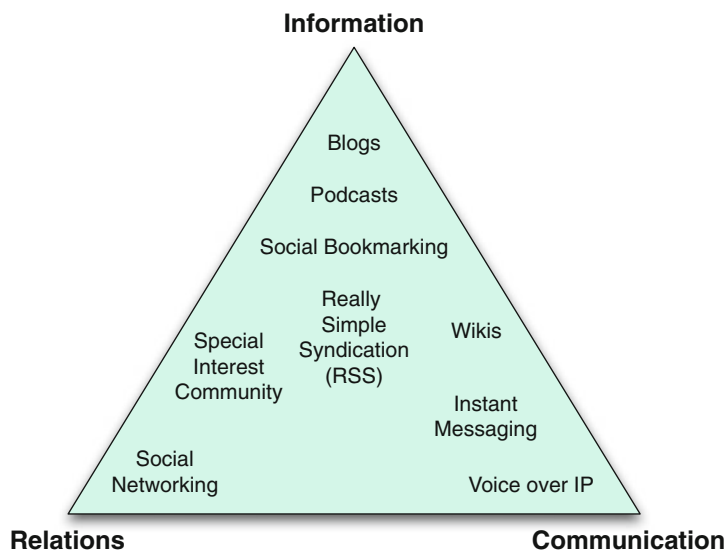 Information
Blogs
Podcasts
Social Bookmarking
Really
Simple
Syndication
(RSS)
Special
Interest
Community
Wikis
Instant
Messaging
Social
Networking
Voice over IP
Relations
Communication